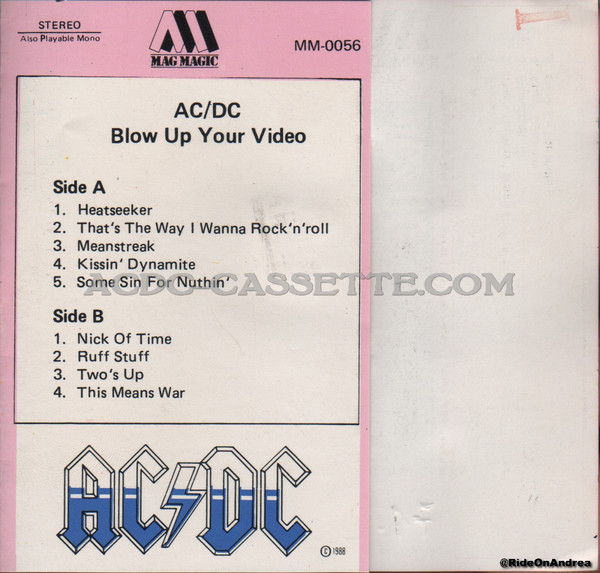 STEREO
Also Playable Mono
MM
MAG MAGIC
MM-0056
AC/DC
Blow Up Your Video
Side A
1. Heatseeker
2. That's The Way I Wanna Rock'n'roll
3. Meanstreak
4. Kissin' Dynamite
5. Some Sin For Nuthin'
ACDC-CASSETTE.COM
Side B
1. Nick Of Time
2. Ruff Stuff
3. Two's Up
4. This Means War
AC/DC
© 1988
@RideOnAndrea